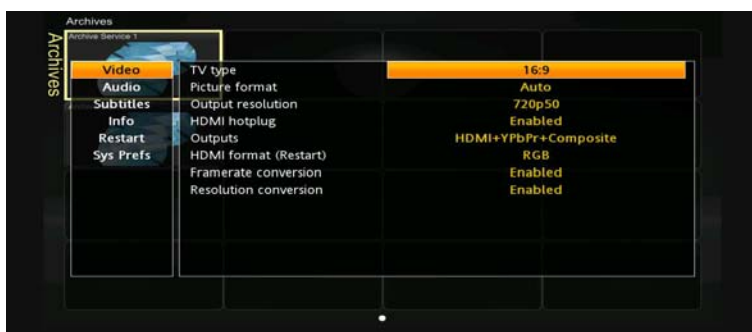 Archives
Archives
Archive Service 1
Video
Audio
Subtitles
Info
Restart
Sys Prefs
TV type 16:9
Picture format Auto
Output resolution 720p50
HDMI hotplug Enabled
Outputs HDMI+YPbPr+Composite
HDMI format (Restart) RGB
Framerate conversion Enabled
Resolution conversion Enabled